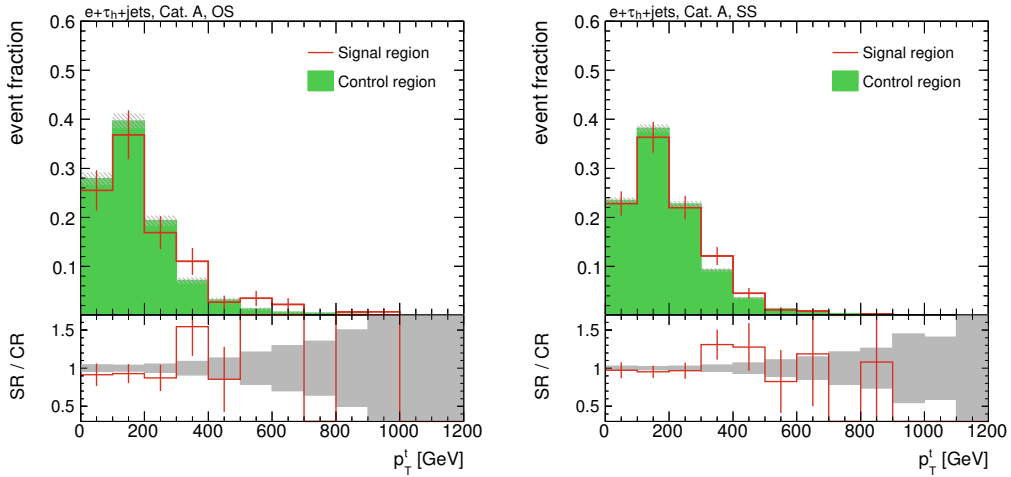 e+τh+jets, Cat. A, OS
event fraction
0.6
0.5
0.4
0.3
0.2
0.1
Signal region
Control region
SR / CR
1.5
1
0.5
0 200 400 600 800 1000 1200
p_T^t [GeV]
e+τh+jets, Cat. A, SS
event fraction
0.6
0.5
0.4
0.3
0.2
0.1
Signal region
Control region
SR / CR
1.5
1
0.5
0 200 400 600 800 1000 1200
p_T^t [GeV]